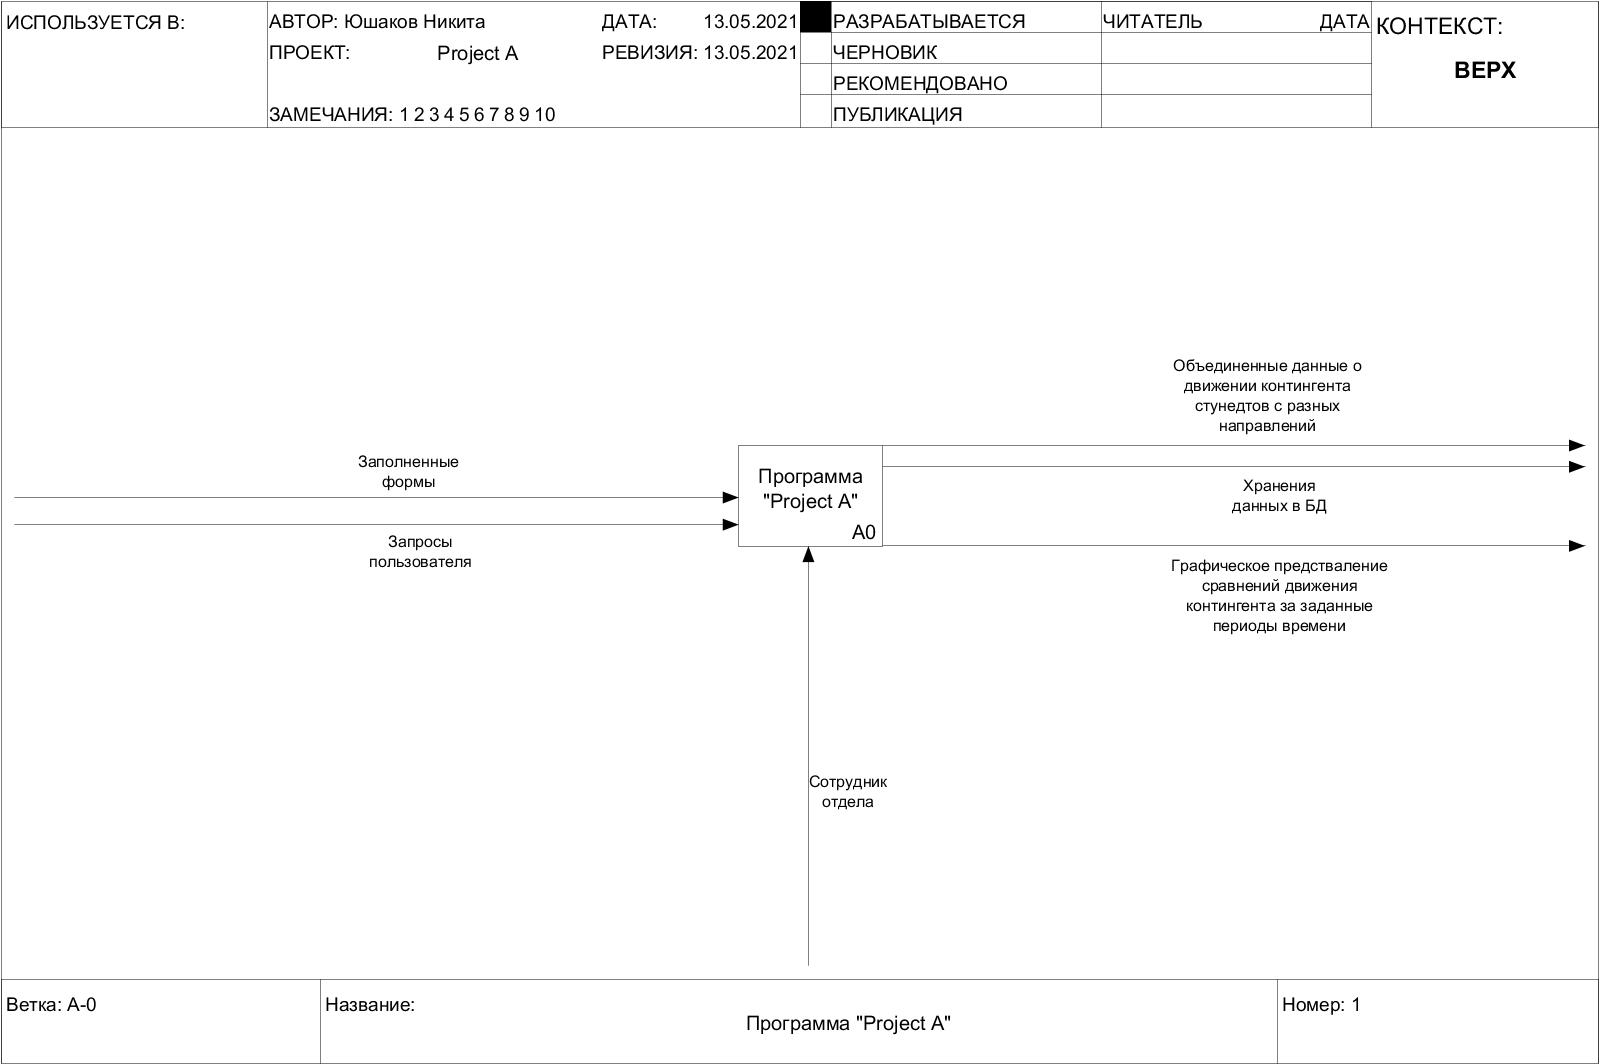 ИСПОЛЬЗУЕТСЯ В:
АВТОР: Юшаков Никита
ДАТА: 13.05.2021
ПРОЕКТ: Project A
РЕВИЗИЯ: 13.05.2021
ЗАМЕЧАНИЯ: 1 2 3 4 5 6 7 8 9 10
РАЗРАБАТЫВАЕТСЯ
ЧЕРНОВИК
РЕКОМЕНДОВАНО
ПУБЛИКАЦИЯ
ЧИТАТЕЛЬ
ДАТА
КОНТЕКСТ:
ВЕРХ
Объединенные данные о
движении контингента
стунедтов с разных
направлений
Заполненные
формы
Программа
"Project A"
A0
Хранения
данных в БД
Запросы
пользователя
Графическое предстваление
сравнений движения
контингента за заданные
периоды времени
Сотрудник
отдела
Ветка: A-0
Название:
Программа "Project A"
Номер: 1